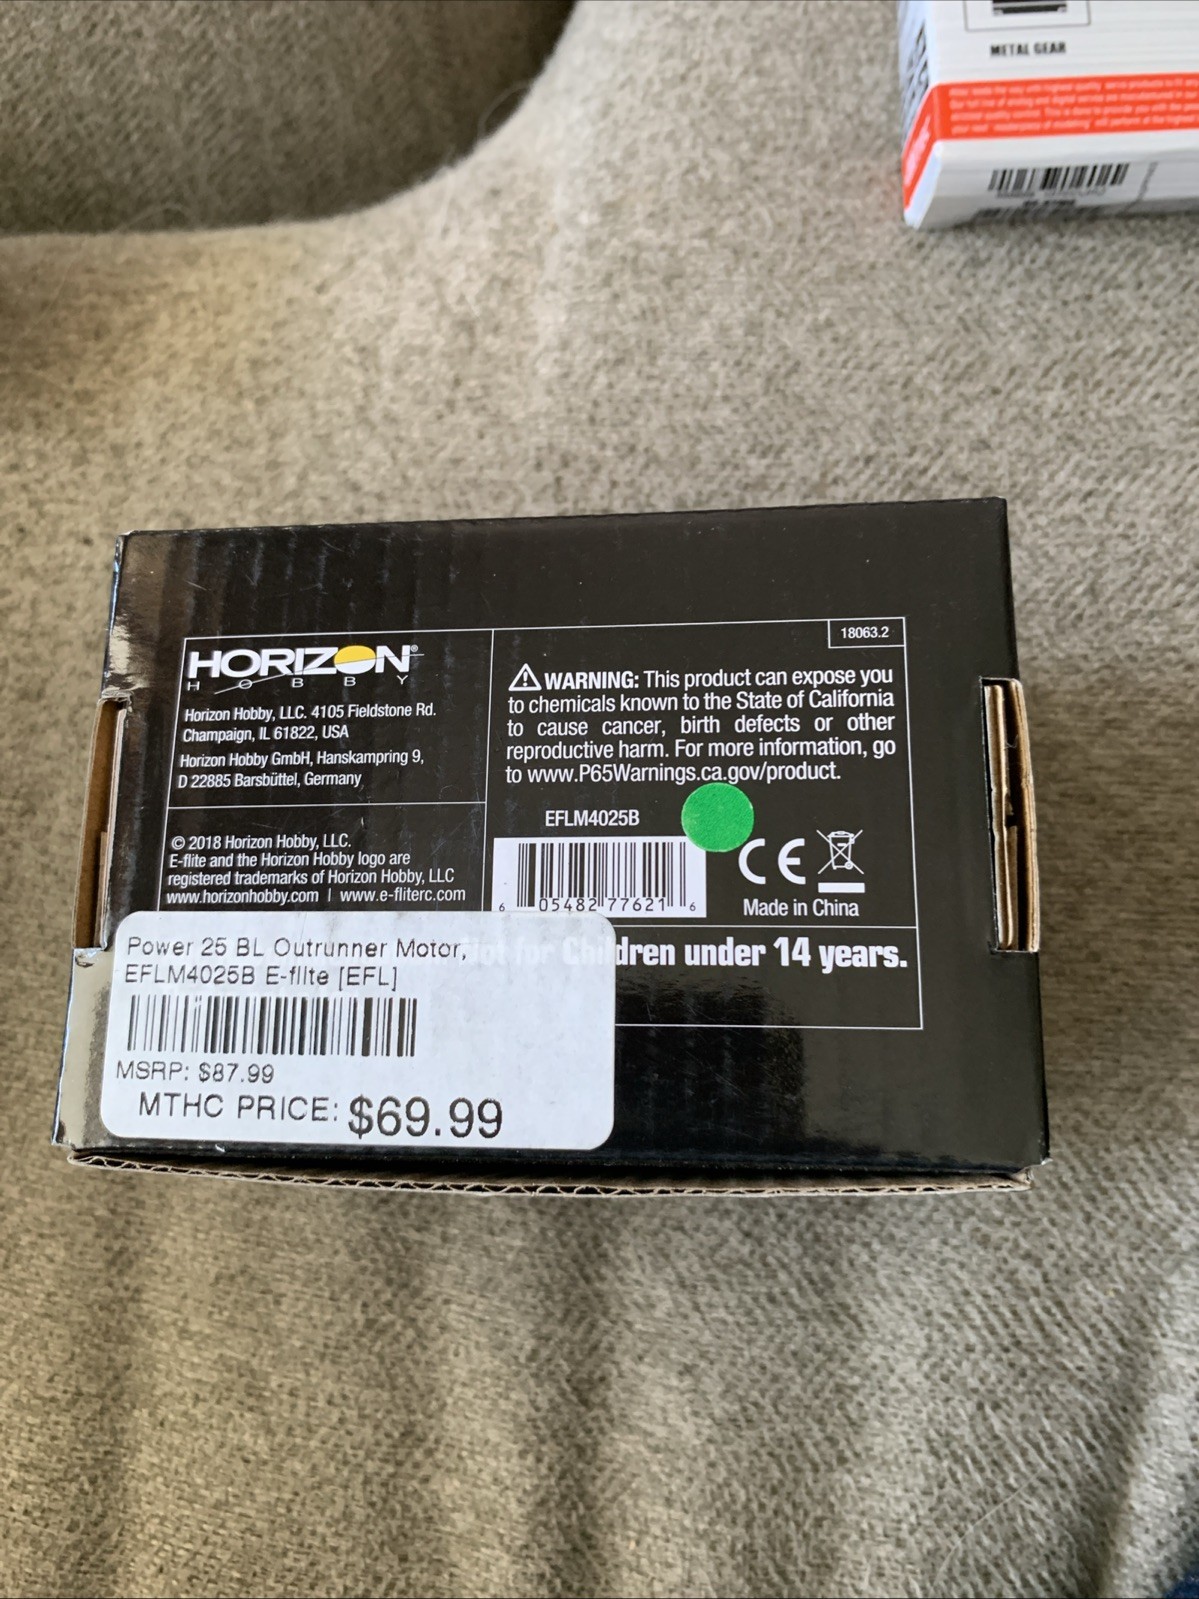 METAL GEAR
HORIZON®
HOBBY
Horizon Hobby, LLC. 4105 Fieldstone Rd.
Champaign, IL 61822, USA
Horizon Hobby GmbH, Hanskampring 9,
D 22885 Barsbüttel, Germany
© 2018 Horizon Hobby, LLC.
E-flite and the Horizon Hobby logo are
registered trademarks of Horizon Hobby, LLC
www.horizonhobby.com | www.e-fliterc.com
18063.2
WARNING: This product can expose you
to chemicals known to the State of California
to cause cancer, birth defects or other
reproductive harm. For more information, go
to www.P65Warnings.ca.gov/product.
EFLM4025B
6 05482 77621 6
CE
Made in China
Not for Children under 14 years.
Power 25 BL Outrunner Motor,
EFLM4025B E-flite [EFL]
MSRP: $87.99
MTHC PRICE: $69.99